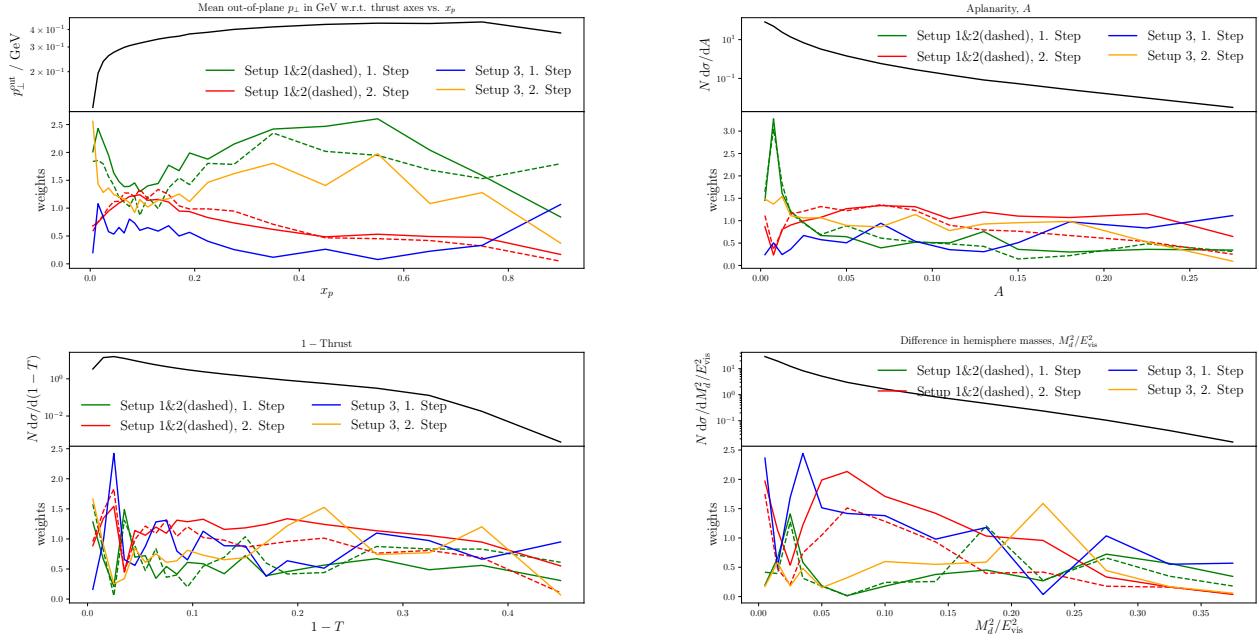 Mean out-of-plane p⊥ in GeV w.r.t. thrust axes vs. x_p
p⊥^out / GeV
4 × 10⁻¹
3 × 10⁻¹
2 × 10⁻¹
Setup 1&2(dashed), 1. Step
Setup 1&2(dashed), 2. Step
Setup 3, 1. Step
Setup 3, 2. Step
weights
2.5
2.0
1.5
1.0
0.5
0.0
0.0 0.2 0.4 0.6 0.8
x_p
Aplanarity, A
N dσ/dA
10¹
10⁻¹
Setup 1&2(dashed), 1. Step
Setup 1&2(dashed), 2. Step
Setup 3, 1. Step
Setup 3, 2. Step
weights
3.0
2.5
2.0
1.5
1.0
0.5
0.0
0.00 0.05 0.10 0.15 0.20 0.25
A
1 − Thrust
N dσ/d(1 − T)
10⁰
10⁻²
Setup 1&2(dashed), 1. Step
Setup 1&2(dashed), 2. Step
Setup 3, 1. Step
Setup 3, 2. Step
weights
2.5
2.0
1.5
1.0
0.5
0.0
0.0 0.1 0.2 0.3 0.4
1 − T
Difference in hemisphere masses, M_d²/E_vis²
N dσ/dM_d²/E_vis²
10¹
10⁰
10⁻¹
Setup 1&2(dashed), 1. Step
Setup 1&2(dashed), 2. Step
Setup 3, 1. Step
Setup 3, 2. Step
weights
2.5
2.0
1.5
1.0
0.5
0.0
0.00 0.05 0.10 0.15 0.20 0.25 0.30 0.35
M_d²/E_vis²